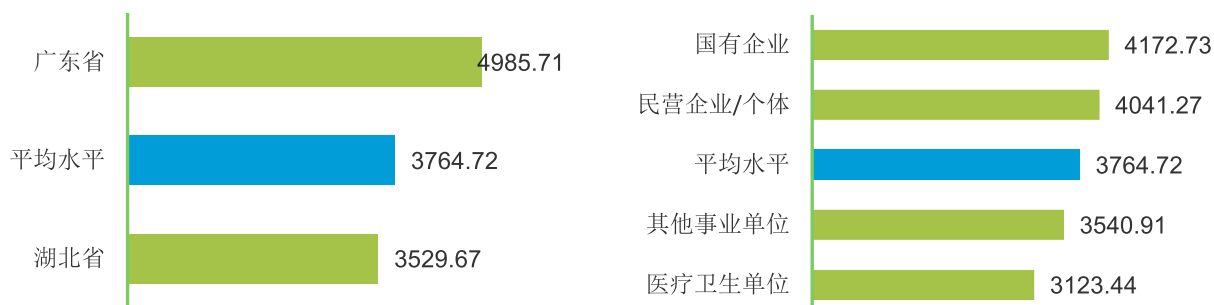 广东省 4985.71
平均水平 3764.72
湖北省 3529.67
国有企业 4172.73
民营企业/个体 4041.27
平均水平 3764.72
其他事业单位 3540.91
医疗卫生单位 3123.44